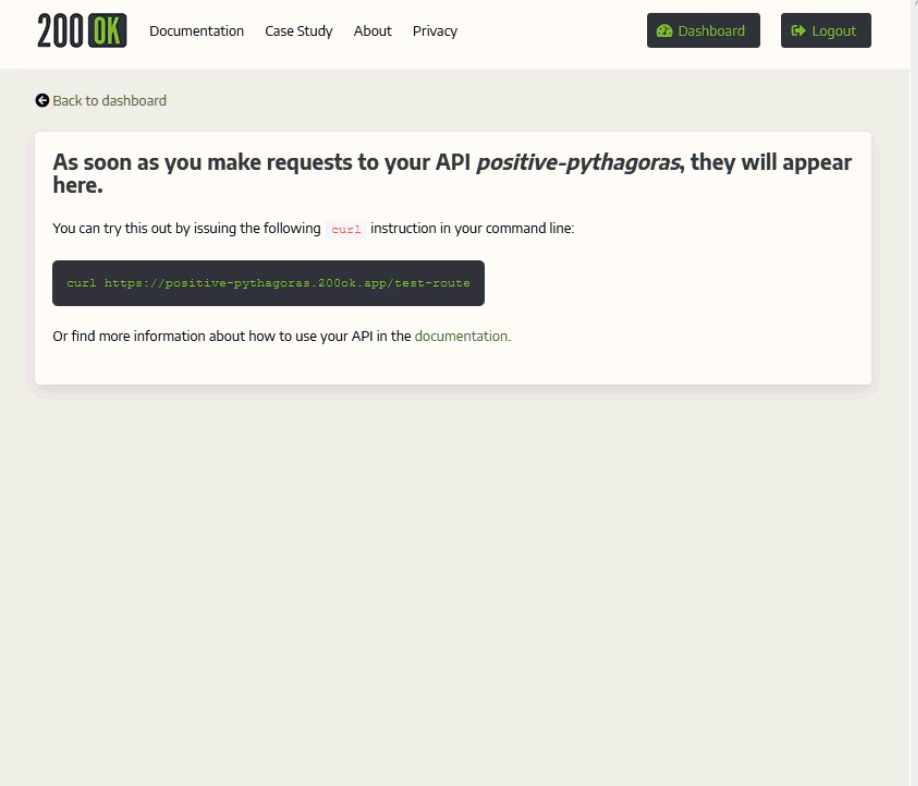 200 OK Documentation Case Study About Privacy Dashboard Logout
Back to dashboard
As soon as you make requests to your API positive-pythagoras, they will appear
here.
You can try this out by issuing the following curl instruction in your command line:
curl https://positive-pythagoras.200ok.app/test-route
Or find more information about how to use your API in the documentation.